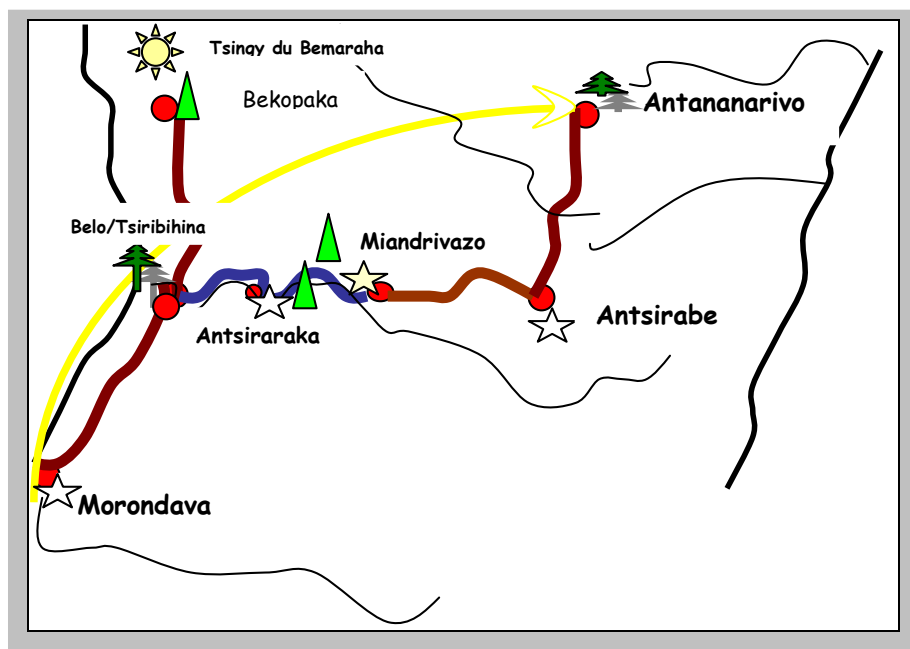 Tsingy du Bemaraha
Bekopaka
Antananarivo
Belo/Tsiribihina
Miandrivazo
Antsiraraka
Antsirabe
Morondava